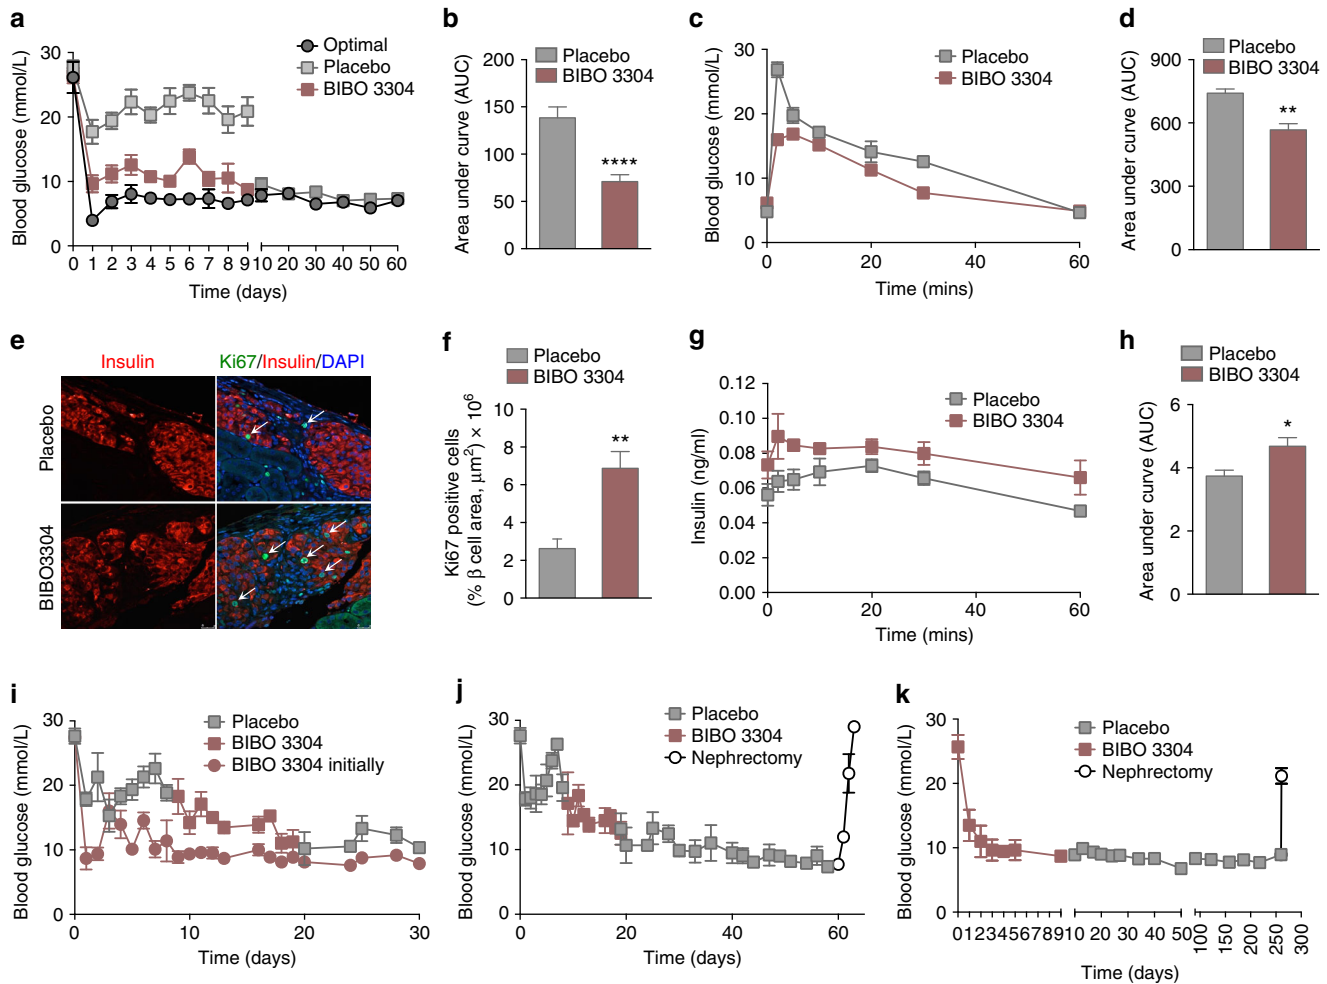 a
Blood glucose (mmol/L)
30
20
10
0
Optimal
Placebo
BIBO 3304
0 1 2 3 4 5 6 7 8 9 10 20 30 40 50 60
Time (days)
b
Placebo
BIBO 3304
Area under curve (AUC)
200
150
100
50
0
****
c
Blood glucose (mmol/L)
30
20
10
0
Placebo
BIBO 3304
0 20 40 60
Time (mins)
d
Placebo
BIBO 3304
Area under curve (AUC)
900
600
300
0
**
e
Insulin
Ki67/Insulin/DAPI
Placebo
BIBO3304
f
Placebo
BIBO 3304
Ki67 positive cells
(% β cell area, μm²) × 10⁶
10
8
6
4
2
0
**
g
Insulin (ng/ml)
0.12
0.10
0.08
0.06
0.04
0.02
0.00
Placebo
BIBO 3304
0 20 40 60
Time (mins)
h
Placebo
BIBO 3304
Area under curve (AUC)
6
4
2
0
*
i
Blood glucose (mmol/L)
30
20
10
0
Placebo
BIBO 3304
BIBO 3304 initially
0 10 20 30
Time (days)
j
Blood glucose (mmol/L)
30
20
10
0
Placebo
BIBO 3304
Nephrectomy
0 20 40 60
Time (days)
k
Blood glucose (mmol/L)
30
20
10
0
Placebo
BIBO 3304
Nephrectomy
0 1 2 3 4 5 6 7 8 9 10 20 30 40 50 100 150 200 250 300
Time (days)